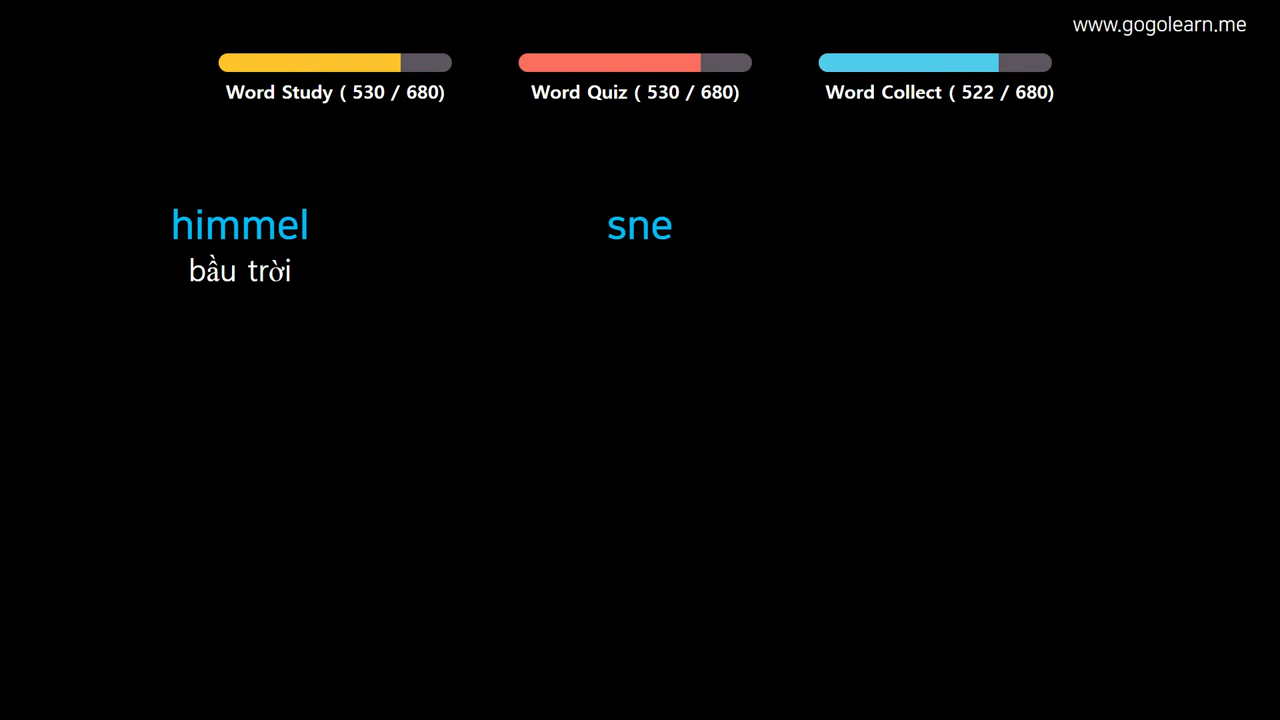 www.gogolearn.me
Word Study ( 530 / 680)
Word Quiz ( 530 / 680)
Word Collect ( 522 / 680)
himmel
bầu trời
sne